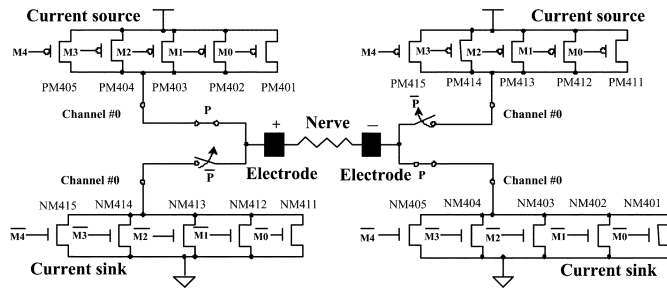 Current source
Current source
M4 M3 M2 M1 M0
M4 M3 M2 M1 M0
PM405 PM404 PM403 PM402 PM401
PM415 PM414 PM413 PM412 PM411
Channel #0
P
P̅
Channel #0
+ Nerve −
Electrode
Electrode
Channel #0
P̅
P
Channel #0
NM415 NM414 NM413 NM412 NM411
NM405 NM404 NM403 NM402 NM401
M̅4̅ M̅3̅ M̅2̅ M̅1̅ M̅0̅
M̅4̅ M̅3̅ M̅2̅ M̅1̅ M̅0̅
Current sink
Current sink